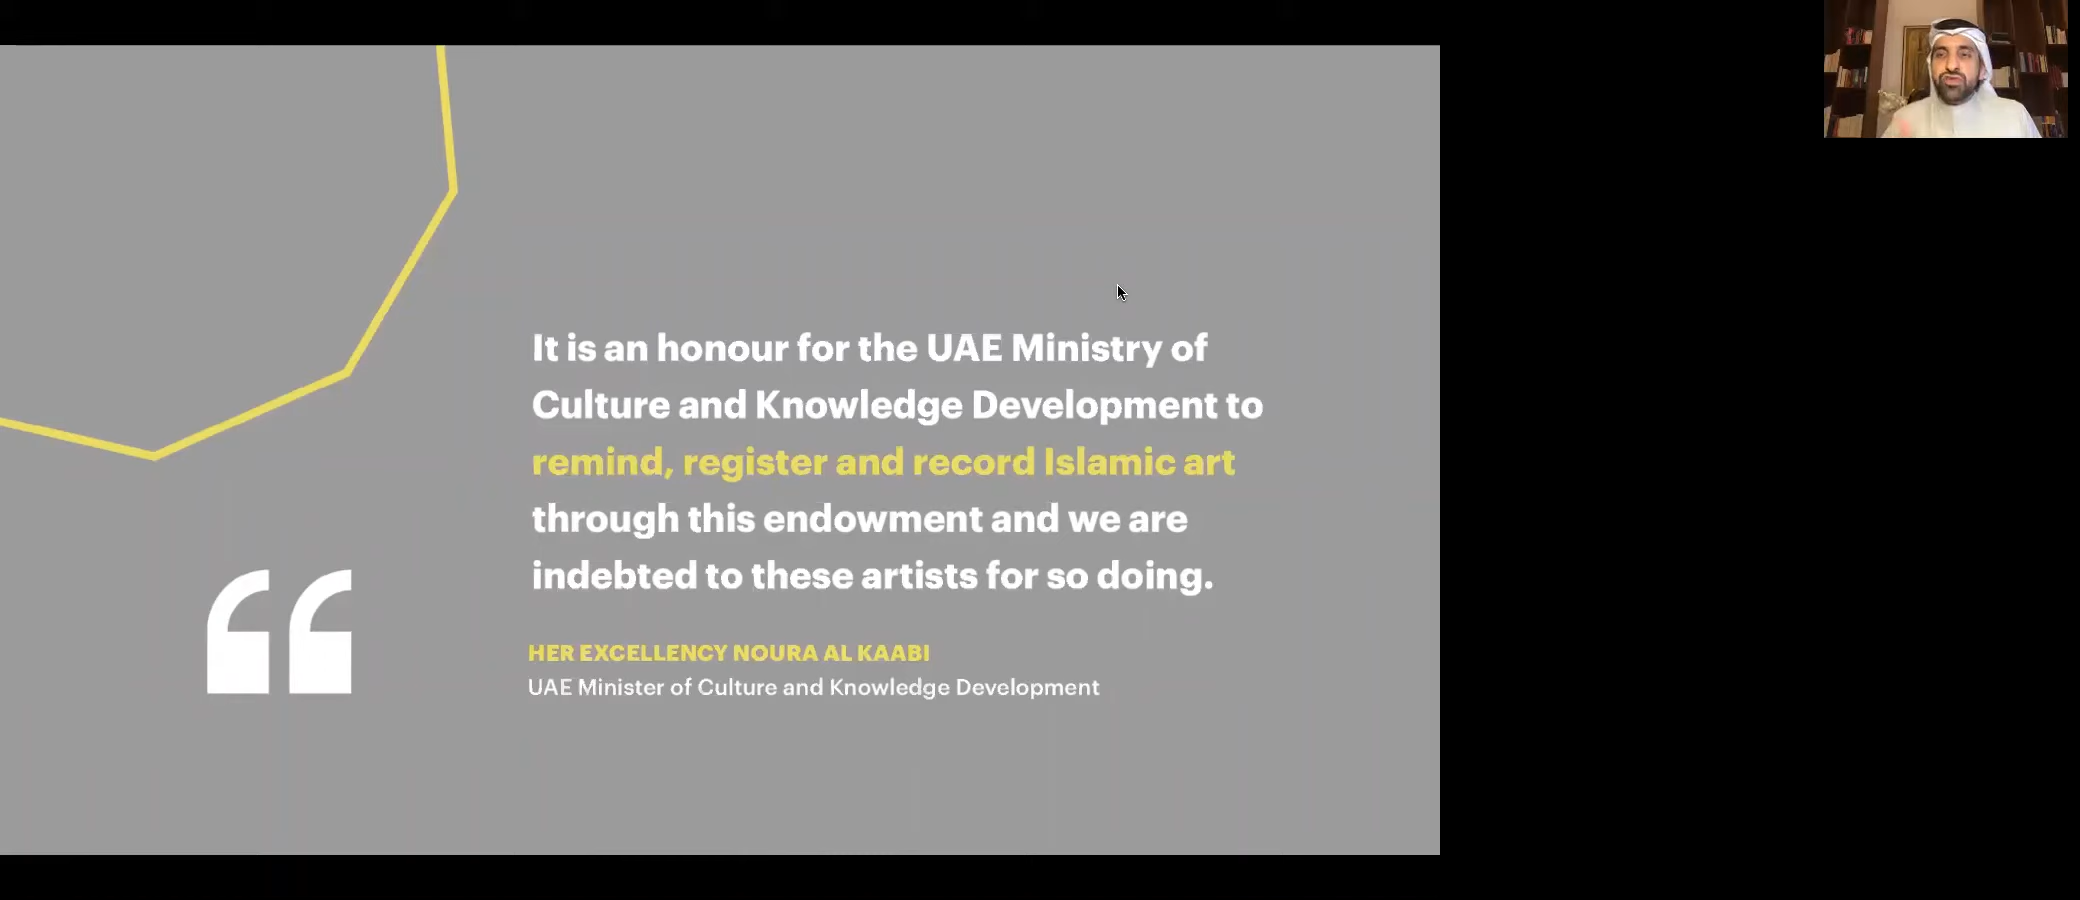 It is an honour for the UAE Ministry of
Culture and Knowledge Development to
remind, register and record Islamic art
through this endowment and we are
indebted to these artists for so doing.
HER EXCELLENCY NOURA AL KAABI
UAE Minister of Culture and Knowledge Development